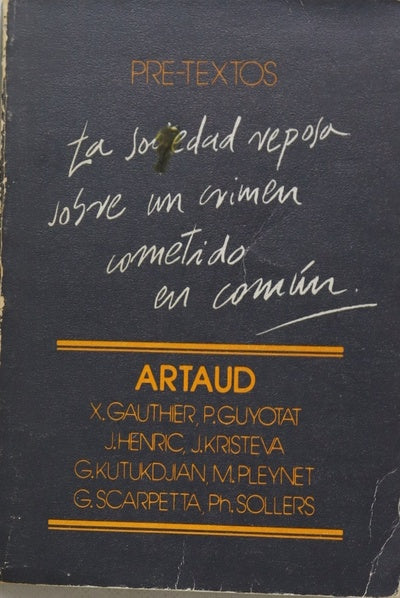 PRE-TEXTOS
La sociedad reposa
sobre un crimen
cometido
en común.
ARTAUD
X.GAUTHIER, P.GUYOTAT
J.HENRIC, J.KRISTEVA
G.KUTUKDJIAN, M.PLEYNET
G.SCARPETTA, Ph.SOLLERS